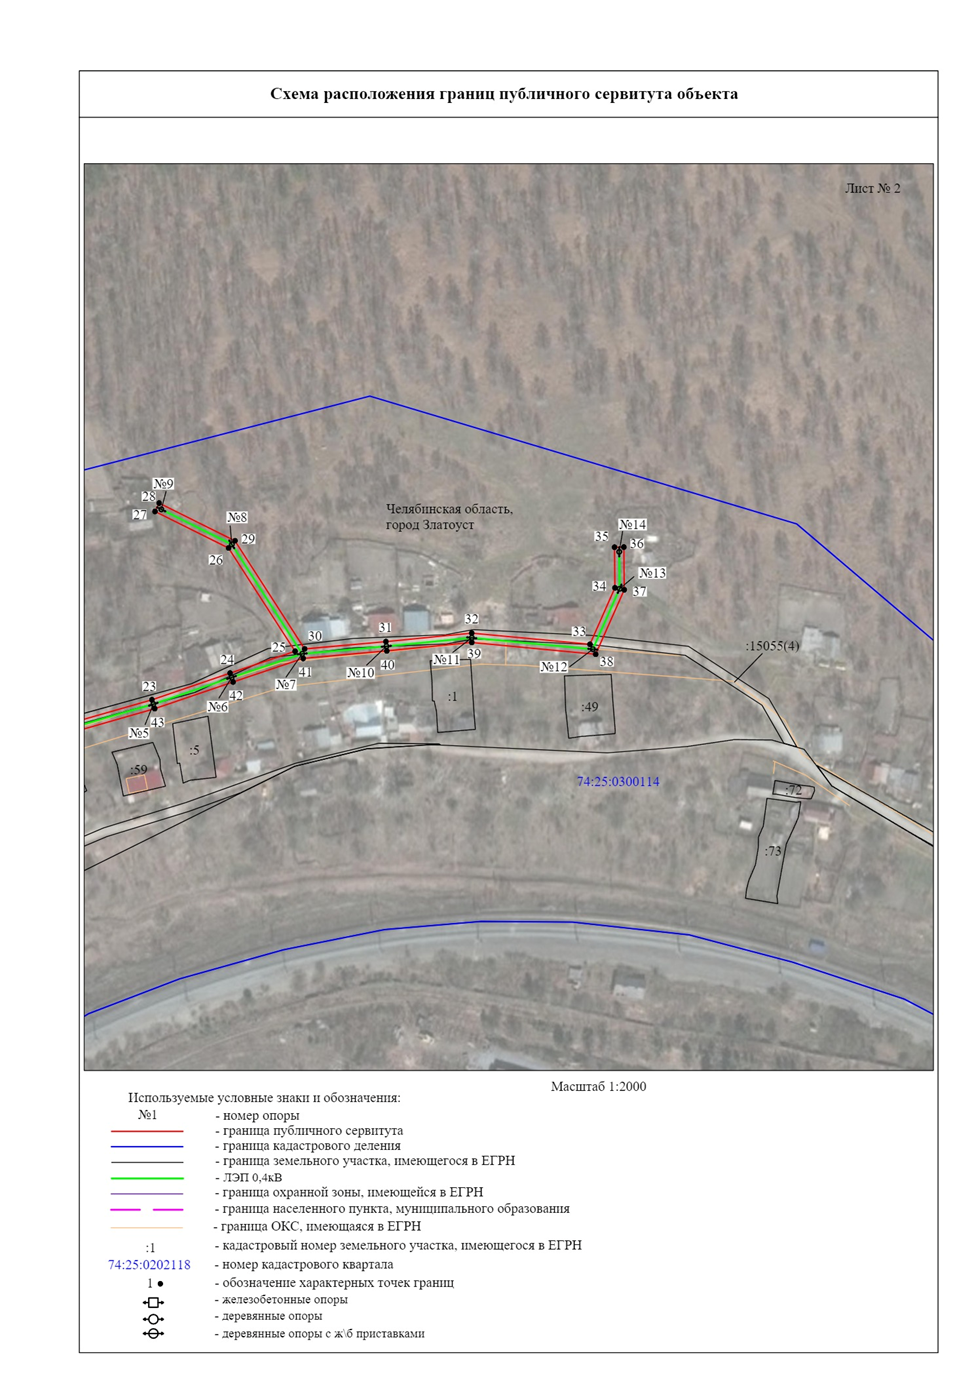 Схема расположения границ публичного сервитута объекта
Лист № 2
№9
28
27
№8
29
26
Челябинская область,
город Златоуст
№14
35
36
№13
34
37
32
31
33
30
25
:15055(4)
39
№11
40
№10
38
№12
41
№7
24
42
№6
23
43
№5
:1
:49
:5
:59
74:25:0300114
:72
:73
Масштаб 1:2000
Используемые условные знаки и обозначения:
№1 - номер опоры
- граница публичного сервитута
- граница кадастрового деления
- граница земельного участка, имеющегося в ЕГРН
- ЛЭП 0,4кВ
- граница охранной зоны, имеющейся в ЕГРН
- граница населенного пункта, муниципального образования
- граница ОКС, имеющаяся в ЕГРН
:1 - кадастровый номер земельного участка, имеющегося в ЕГРН
74:25:0202118 - номер кадастрового квартала
1 - обозначение характерных точек границ
- железобетонные опоры
- деревянные опоры
- деревянные опоры с ж\б приставками